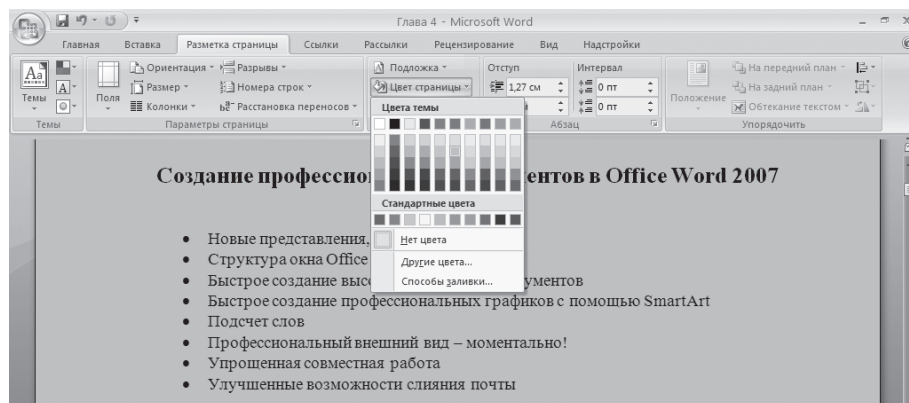 Глава 4 - Microsoft Word
Главная Вставка Разметка страницы Ссылки Рассылки Рецензирование Вид Надстройки
Темы
Поля
Ориентация
Размер
Колонки
Разрывы
Номера строк
Расстановка переносов
Подложка
Цвет страницы
Отступ
1,27 см
Интервал
0 пт
0 пт
Положение
На передний план
На задний план
Обтекание текстом
Темы Параметры страницы Абзац Упорядочить
Цвета темы
Стандартные цвета
Нет цвета
Другие цвета...
Способы заливки...
Создание профессио ентов в Office Word 2007
• Новые представления,
• Структура окна Office
• Быстрое создание выс ументов
• Быстрое создание профессиональных графиков с помощью SmartArt
• Подсчет слов
• Профессиональный внешний вид – моментально!
• Упрощенная совместная работа
• Улучшенные возможности слияния почты